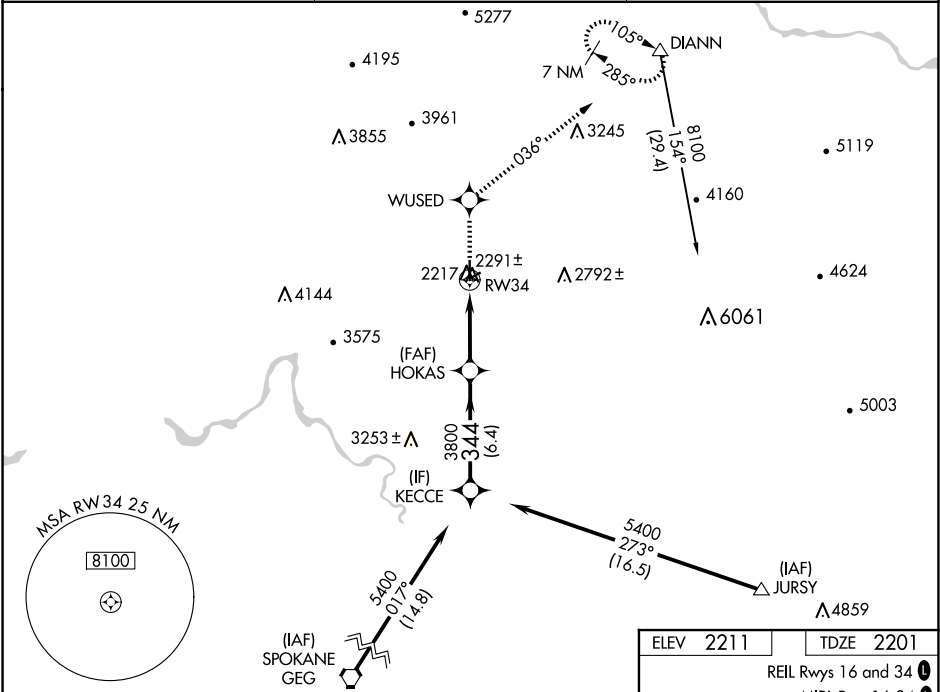 5277
4195
105°
DIANN
7 NM
285°
3961
3855
3245
036°
8100
154°
(29.4)
5119
4160
WUSED
2291±
2217
RW34
2792±
4624
4144
6061
3575
(FAF)
HOKAS
5003
3253±
3800
344
(6.4)
(IF)
KECCE
MSA RW34 25 NM
8100
5400
273°
(16.5)
(IAF)
JURSY
5400
017°
(14.8)
4859
(IAF)
SPOKANE
GEG
ELEV 2211
TDZE 2201
REIL Rwys 16 and 34 L